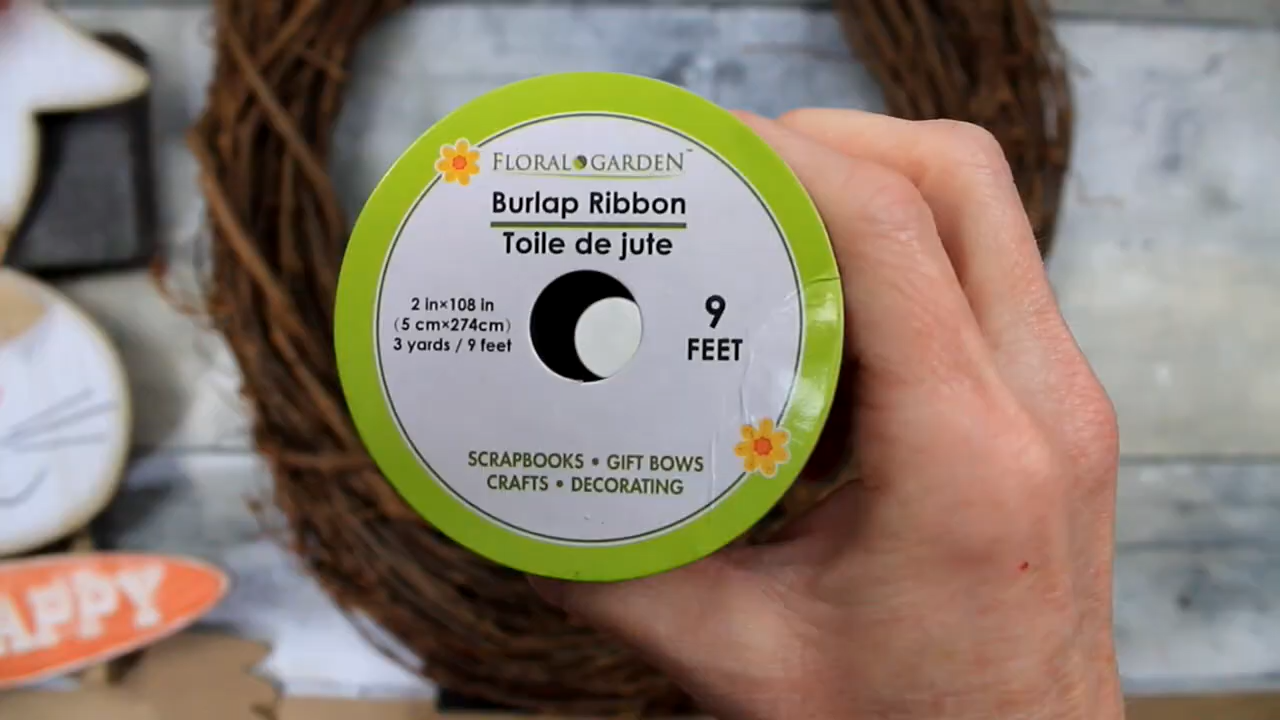 FLORAL GARDEN™
Burlap Ribbon
Toile de jute
2 in×108 in
(5 cm×274cm)
3 yards / 9 feet
9
FEET
SCRAPBOOKS • GIFT BOWS
CRAFTS • DECORATING
APPY